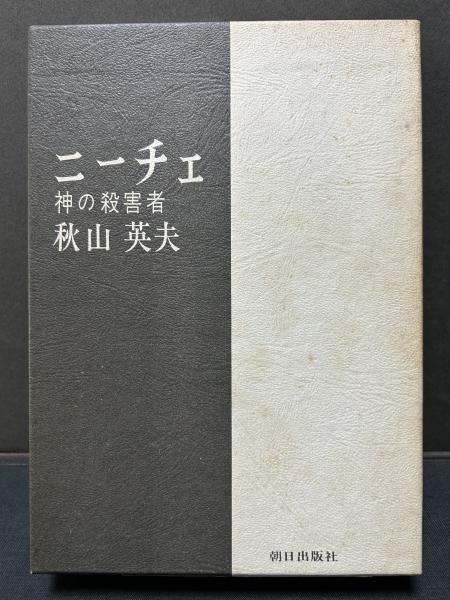 ニーチェ
神の殺害者
秋山 英夫
朝日出版社